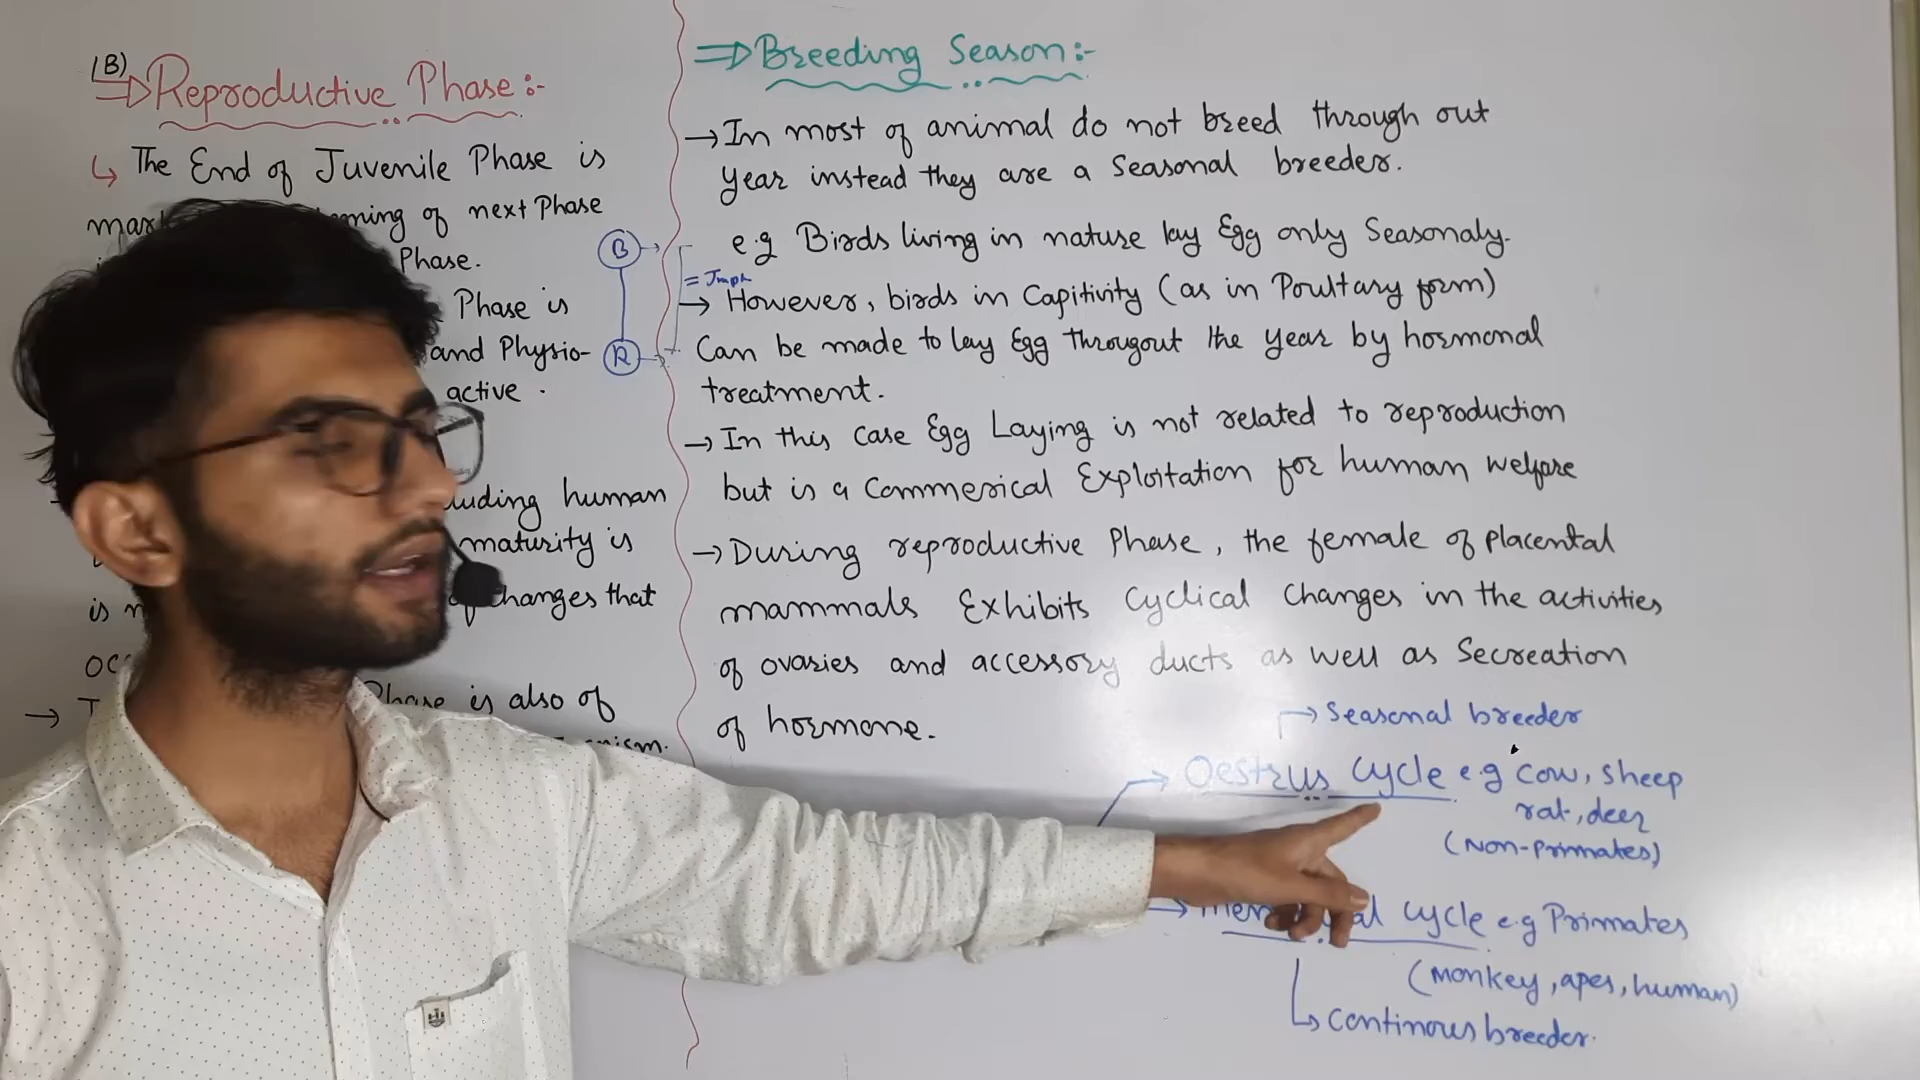 (B)
⇒ Reproductive Phase:-
↳ The End of Juvenile Phase is
of next Phase
Phase.
Phase is
and Physio-
active.
human
maturity is
of changes that
Phase is also of
B
R
= Imph
⇒ Breeding Season:-
→ In most of animal do not breed through out
year instead they are a Seasonal breeder.
e.g Birds living in nature lay Egg only Seasonaly.
→ However, birds in Capitivity (as in Poultary form)
Can be made to lay Egg througout the year by hormonal
treatment.
→ In this case Egg Laying is not related to reproduction
but is a Commerical Exploitation for human welfare
→ During reproductive Phase, the female of placental
mammals Exhibits Cyclical Changes in the activities
of ovaries and accessory ducts as well as Secreation
of hormone.
→ Seasonal breeder
→ Oestrus Cycle e.g cow, sheep
rat, deer
(Non-primates)
→ Cycle e.g Primates
(monkey, apes, human)
↳ continous breeder.